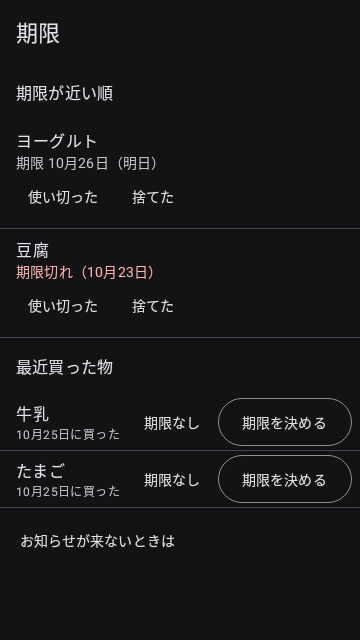 期限
期限が近い順
ヨーグルト
期限 10月26日（明日）
使い切った 捨てた
豆腐
期限切れ（10月23日）
使い切った 捨てた
最近買った物
牛乳
10月25日に買った
期限なし 期限を決める
たまご
10月25日に買った
期限なし 期限を決める
お知らせが来ないときは